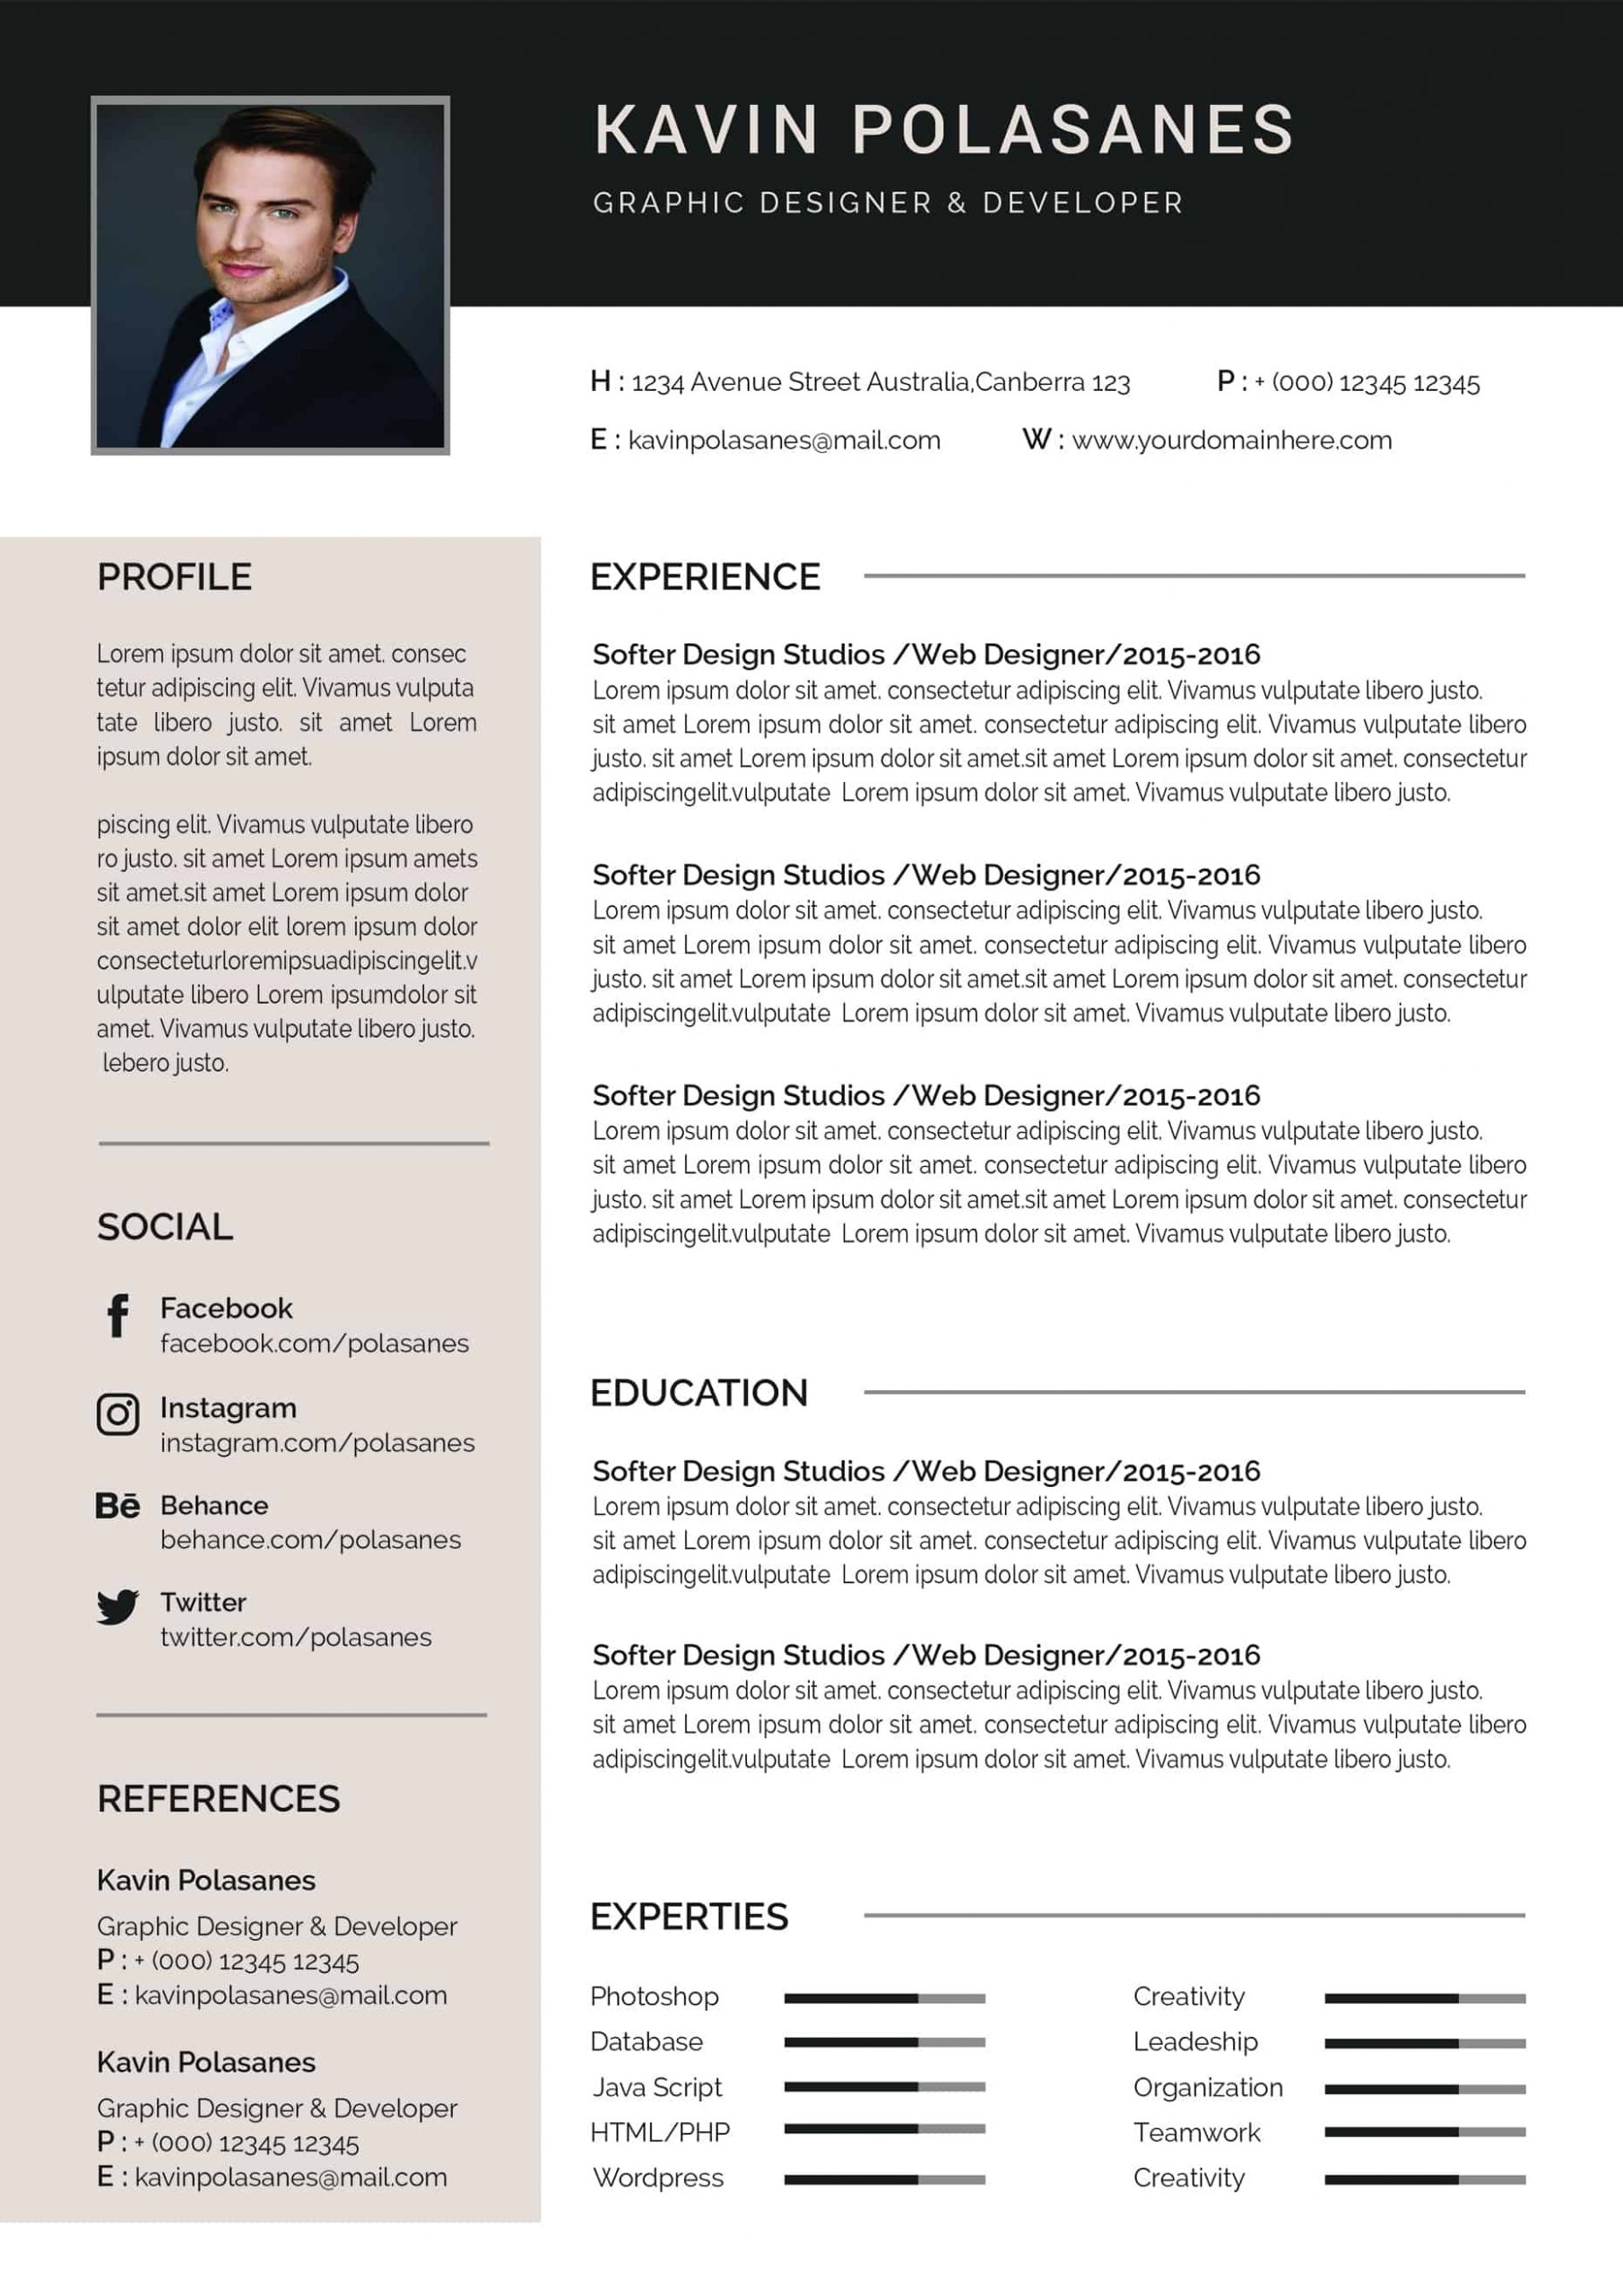 KAVIN POLASANES
GRAPHIC DESIGNER & DEVELOPER
H : 1234 Avenue Street Australia,Canberra 123 P : + (000) 12345 12345
E : kavinpolasanes@mail.com W : www.yourdomainhere.com
PROFILE
Lorem ipsum dolor sit amet. consec
tetur adipiscing elit. Vivamus vulputa
tate libero justo. sit amet Lorem
ipsum dolor sit amet.
piscing elit. Vivamus vulputate libero
ro justo. sit amet Lorem ipsum amets
sit amet.sit amet Lorem ipsum dolor
sit amet dolor elit lorem ipsum dolor
consecteturloremipsuadipiscingelit.v
ulputate libero Lorem ipsumdolor sit
amet. Vivamus vulputate libero justo.
lebero justo.
SOCIAL
Facebook
facebook.com/polasanes
Instagram
instagram.com/polasanes
Bē Behance
behance.com/polasanes
Twitter
twitter.com/polasanes
REFERENCES
Kavin Polasanes
Graphic Designer & Developer
P : + (000) 12345 12345
E : kavinpolasanes@mail.com
Kavin Polasanes
Graphic Designer & Developer
P : + (000) 12345 12345
E : kavinpolasanes@mail.com
EXPERIENCE
Softer Design Studios /Web Designer/2015-2016
Lorem ipsum dolor sit amet. consectetur adipiscing elit. Vivamus vulputate libero justo.
sit amet Lorem ipsum dolor sit amet. consectetur adipiscing elit. Vivamus vulputate libero
justo. sit amet Lorem ipsum dolor sit amet.sit amet Lorem ipsum dolor sit amet. consectetur
adipiscingelit.vulputate Lorem ipsum dolor sit amet. Vivamus vulputate libero justo.
Softer Design Studios /Web Designer/2015-2016
Lorem ipsum dolor sit amet. consectetur adipiscing elit. Vivamus vulputate libero justo.
sit amet Lorem ipsum dolor sit amet. consectetur adipiscing elit. Vivamus vulputate libero
justo. sit amet Lorem ipsum dolor sit amet.sit amet Lorem ipsum dolor sit amet. consectetur
adipiscingelit.vulputate Lorem ipsum dolor sit amet. Vivamus vulputate libero justo.
Softer Design Studios /Web Designer/2015-2016
Lorem ipsum dolor sit amet. consectetur adipiscing elit. Vivamus vulputate libero justo.
sit amet Lorem ipsum dolor sit amet. consectetur adipiscing elit. Vivamus vulputate libero
justo. sit amet Lorem ipsum dolor sit amet.sit amet Lorem ipsum dolor sit amet. consectetur
adipiscingelit.vulputate Lorem ipsum dolor sit amet. Vivamus vulputate libero justo.
EDUCATION
Softer Design Studios /Web Designer/2015-2016
Lorem ipsum dolor sit amet. consectetur adipiscing elit. Vivamus vulputate libero justo.
sit amet Lorem ipsum dolor sit amet. consectetur adipiscing elit. Vivamus vulputate libero
adipiscingelit.vulputate Lorem ipsum dolor sit amet. Vivamus vulputate libero justo.
Softer Design Studios /Web Designer/2015-2016
Lorem ipsum dolor sit amet. consectetur adipiscing elit. Vivamus vulputate libero justo.
sit amet Lorem ipsum dolor sit amet. consectetur adipiscing elit. Vivamus vulputate libero
adipiscingelit.vulputate Lorem ipsum dolor sit amet. Vivamus vulputate libero justo.
EXPERTIES
Photoshop
Database
Java Script
HTML/PHP
Wordpress
Creativity
Leadeship
Organization
Teamwork
Creativity